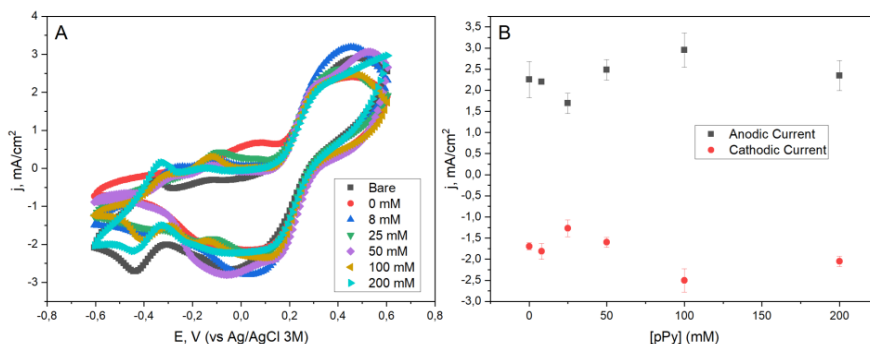 A
4
3
2
1
0
-1
-2
-3
j, mA/cm²
-0,6 -0,4 -0,2 0,0 0,2 0,4 0,6 0,8
E, V (vs Ag/AgCl 3M)
Bare
0 mM
8 mM
25 mM
50 mM
100 mM
200 mM
B
3,5
3,0
2,5
2,0
1,5
1,0
0,5
0,0
-0,5
-1,0
-1,5
-2,0
-2,5
-3,0
j, mA/cm²
0 50 100 150 200
[pPy] (mM)
Anodic Current
Cathodic Current